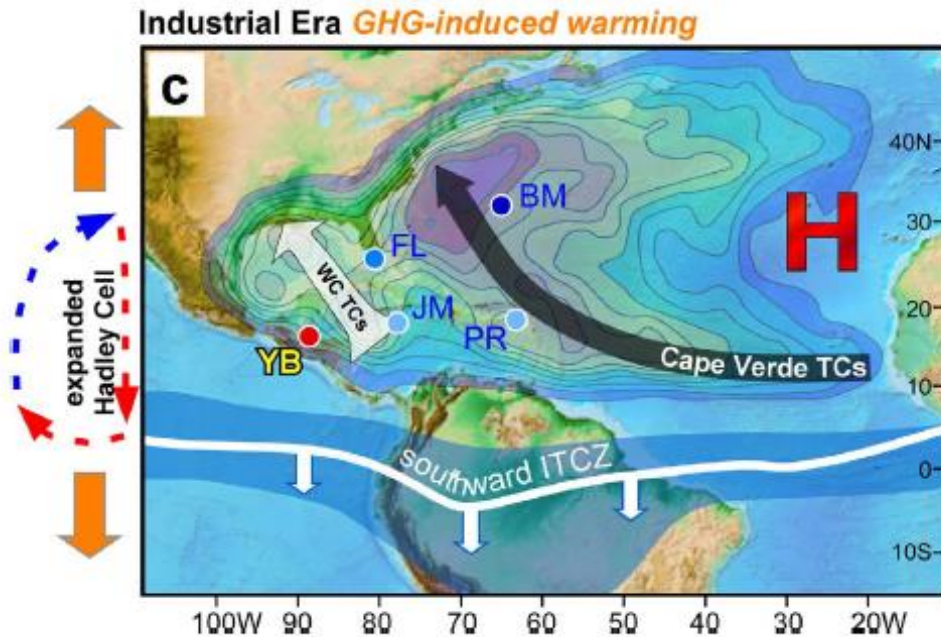 Industrial Era GHG-induced warming
C
40N
BM
H
30
FL
WC TCs
expanded
Hadley Cell
JM
PR
20
YB
Cape Verde TCs
10
southward ITCZ
0
10S
100W 90 80 70 60 50 40 30 20W